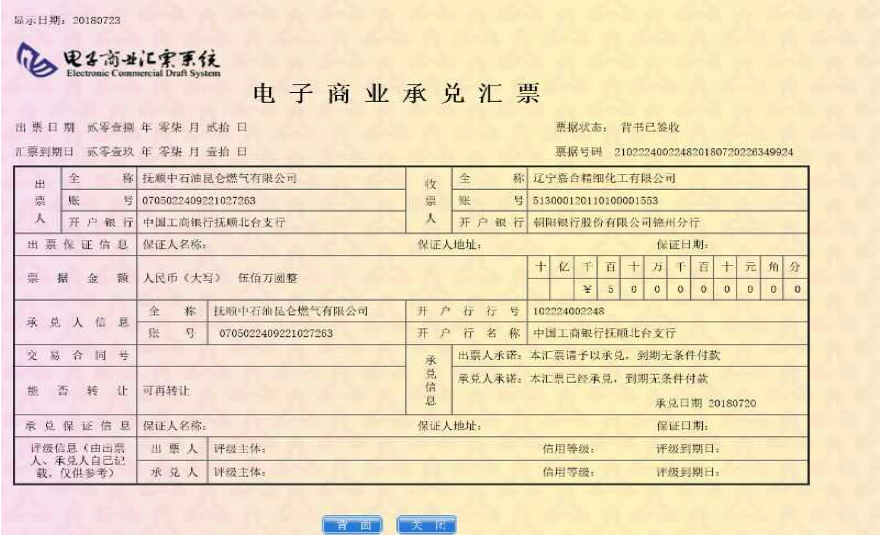 显示日期：20180723
电子商业汇票系统
Electronic Commercial Draft System
电子商业承兑汇票
出票日期 贰零壹捌 年 零柒 月 贰拾 日 票据状态： 背书已签收
汇票到期日 贰零壹玖 年 零柒 月 壹拾 日 票据号码 210222400224820180720226349924
出票人 全称 抚顺中石油昆仑燃气有限公司 收票人 全称 辽宁嘉合精细化工有限公司
账号 0705022409221027263 账号 513000120110100001553
开户银行 中国工商银行抚顺北台支行 开户银行 朝阳银行股份有限公司锦州分行
出票保证信息 保证人名称： 保证人地址： 保证日期：
票据金额 人民币（大写） 伍佰万圆整 十 亿 千 百 十 万 千 百 十 元 角 分
￥ 5 0 0 0 0 0 0 0 0
承兑人信息 全称 抚顺中石油昆仑燃气有限公司 开户行行号 102224002248
账号 0705022409221027263 开户行名称 中国工商银行抚顺北台支行
交易合同号 承兑信息 出票人承诺：本汇票请予以承兑，到期无条件付款
能否转让 可再转让 承兑人承诺：本汇票已经承兑，到期无条件付款
承兑日期 20180720
承兑保证信息 保证人名称： 保证人地址： 保证日期：
评级信息（由出票人、承兑人自己记载，仅供参考） 出票人 评级主体： 信用等级： 评级到期日：
承兑人 评级主体： 信用等级： 评级到期日：
背面 关闭